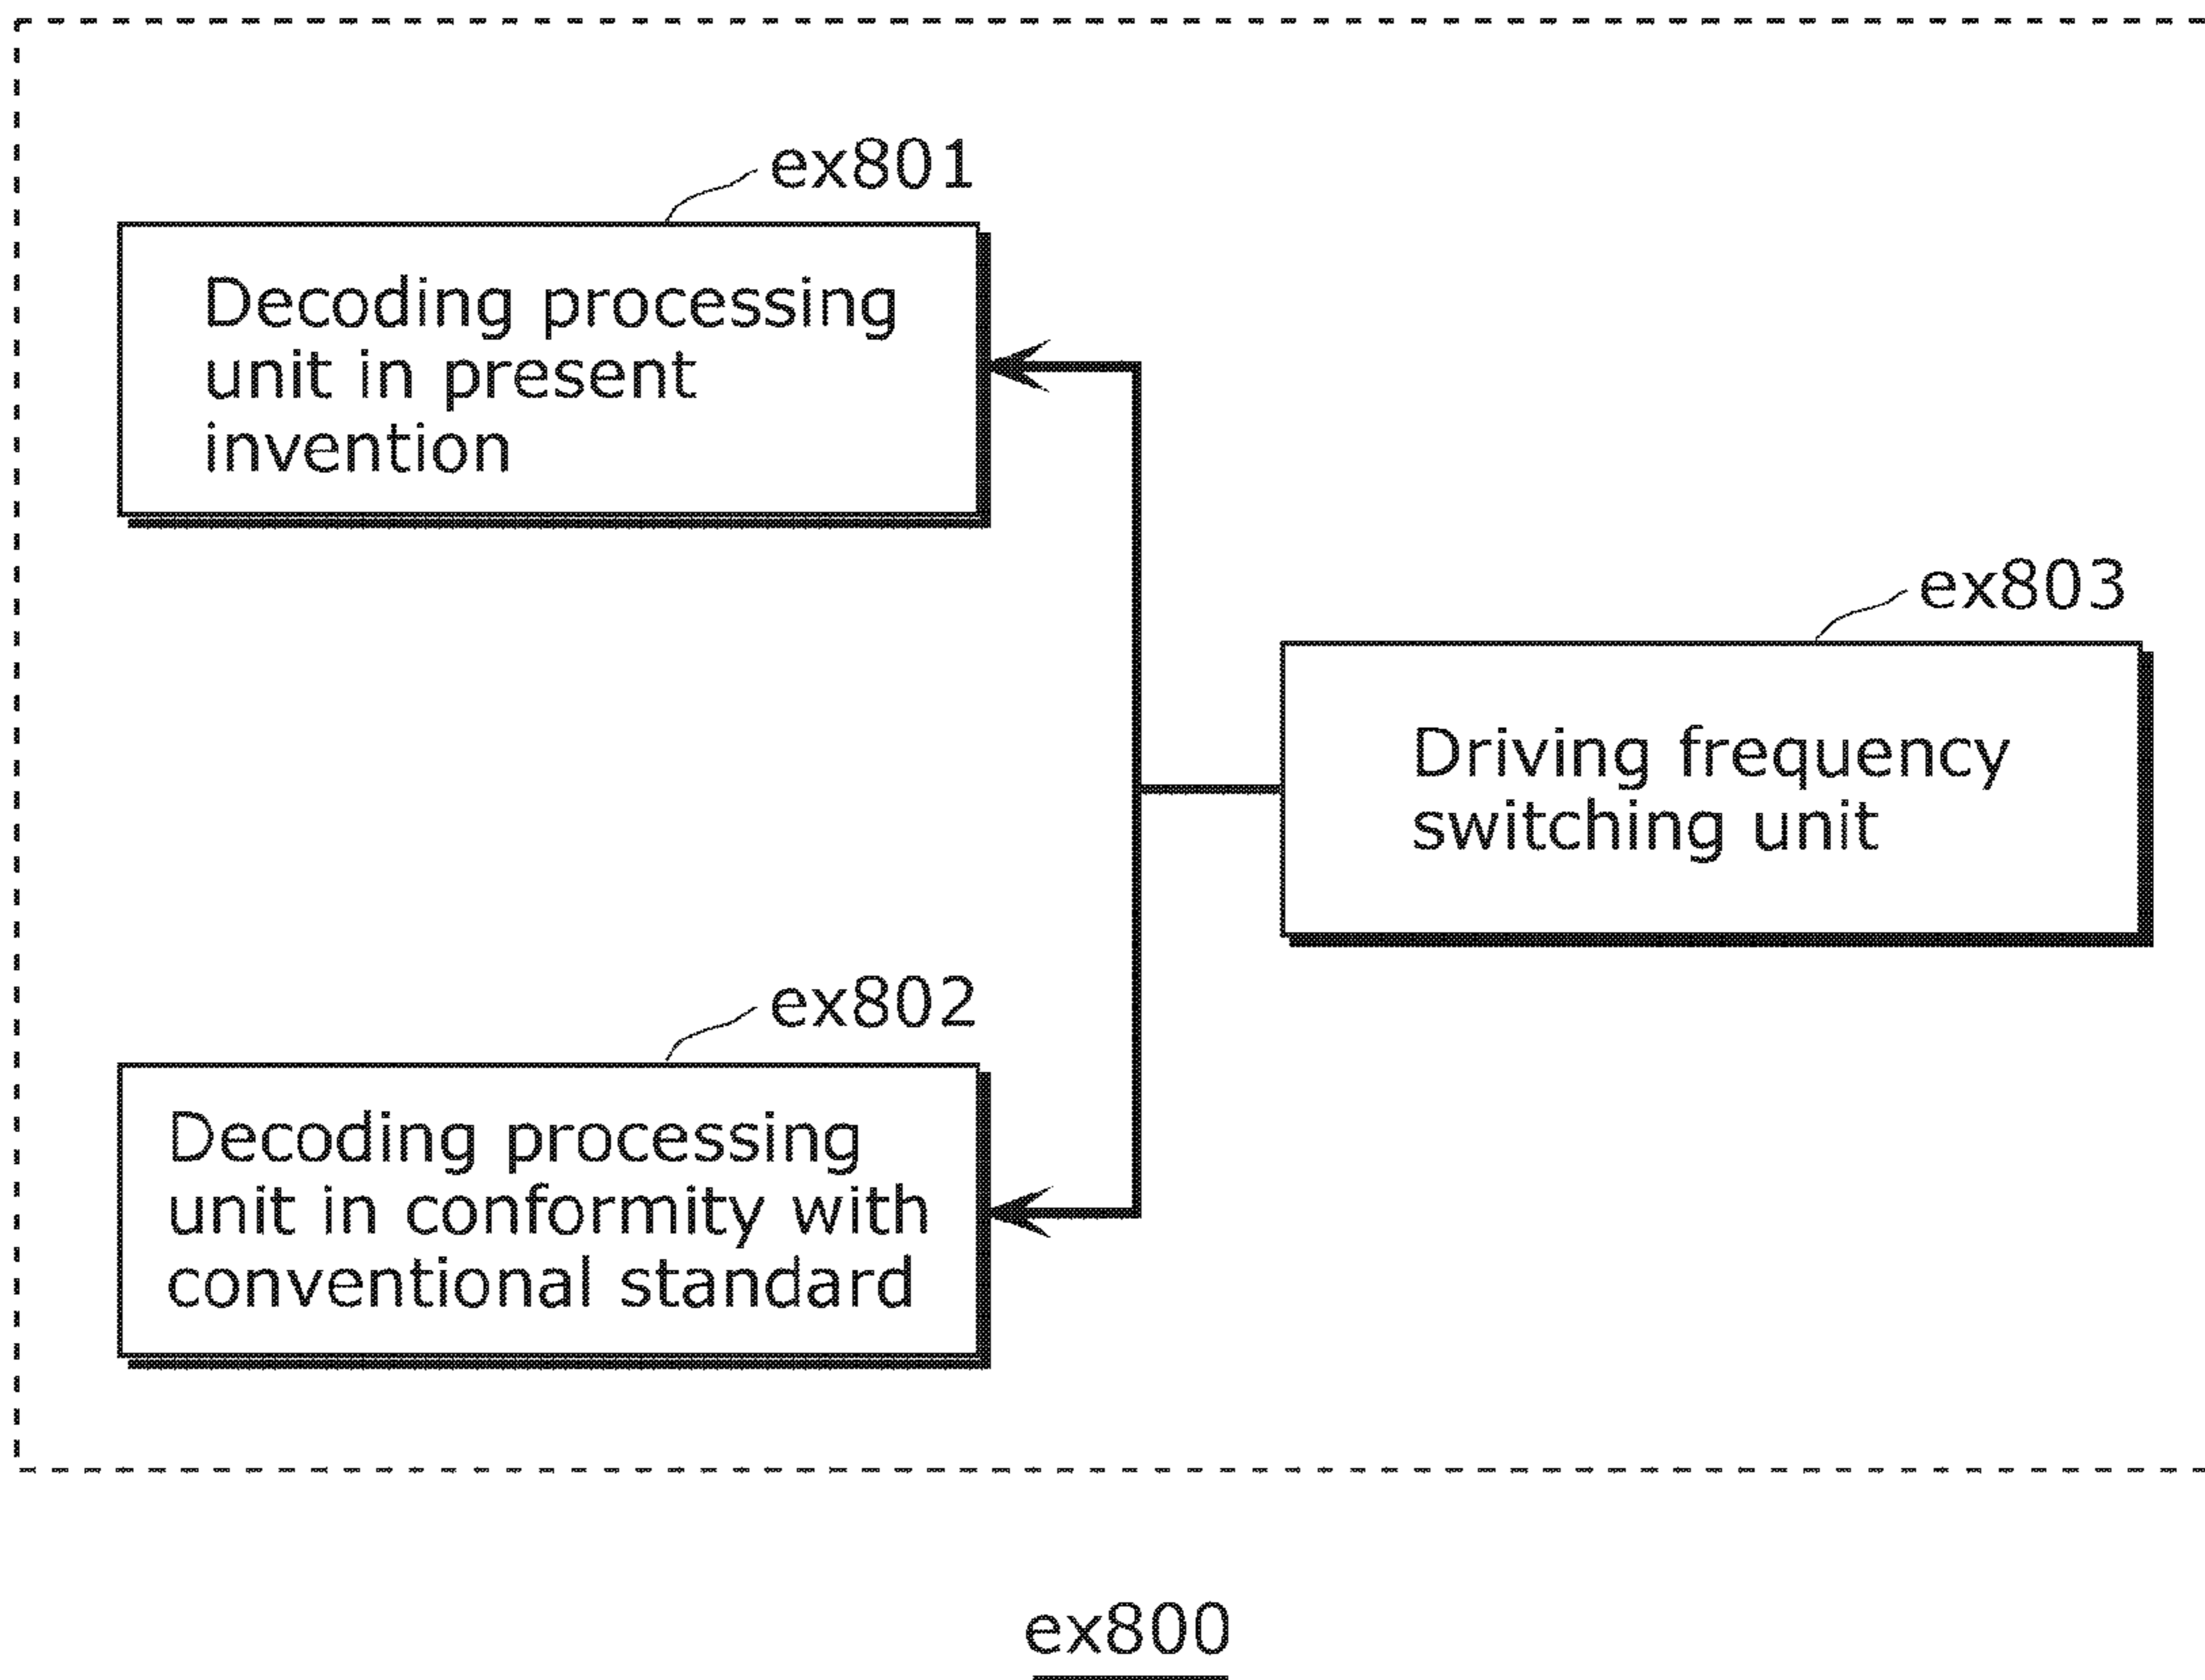 ex801
Decoding processing
unit in present
invention
ex803
Driving frequency
switching unit
ex802
Decoding processing
unit in conformity with
conventional standard
ex800